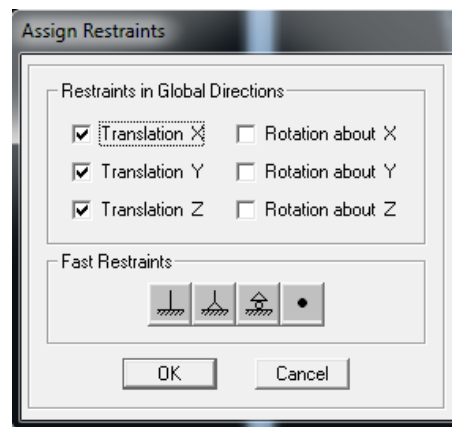 Assign Restraints
Restraints in Global Directions
Translation X Rotation about X
Translation Y Rotation about Y
Translation Z Rotation about Z
Fast Restraints
OK Cancel